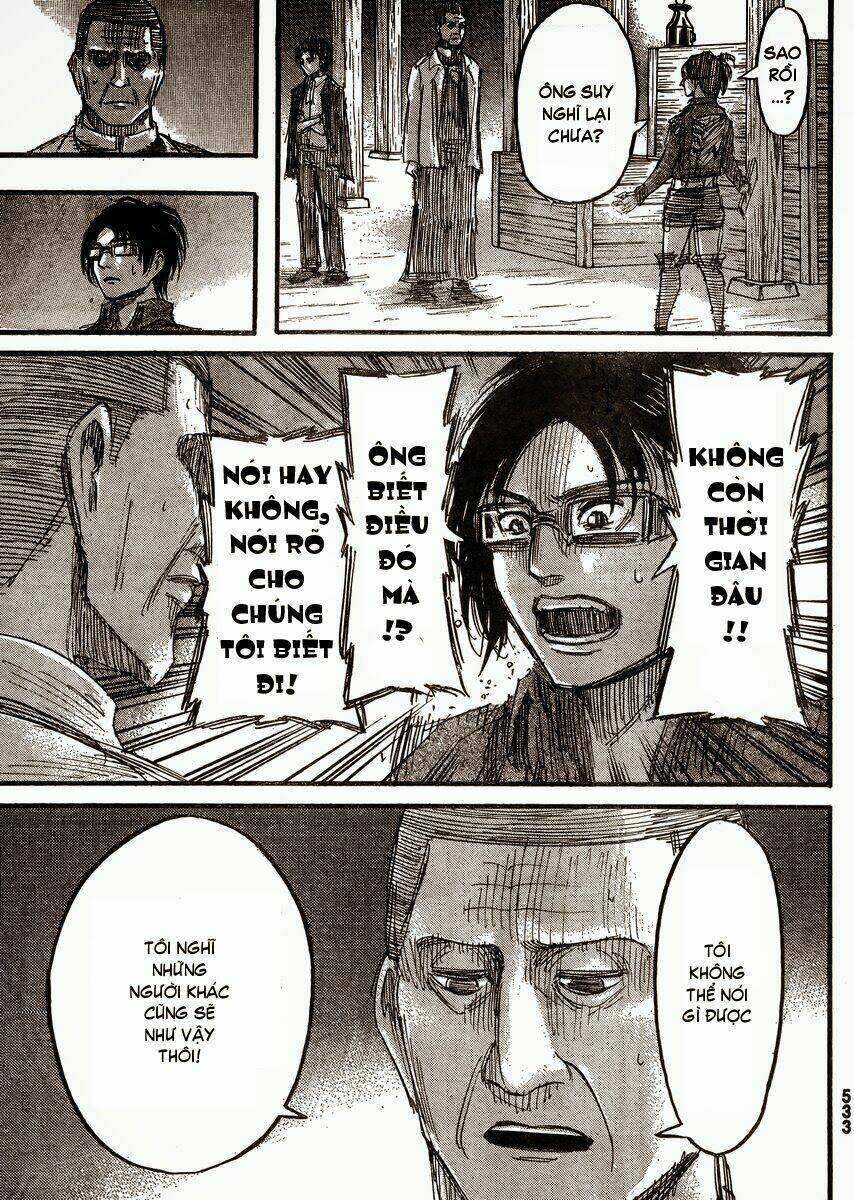 SAO
RỒI
...?
ÔNG SUY
NGHĨ LẠI
CHƯA?
KHÔNG
CÒN
THỜI
GIAN
ĐÂU
!!
ÔNG
BIẾT
ĐIỀU
ĐÓ
MÀ
!?
NÓI HAY
KHÔNG,
NÓI RÕ
CHO
CHÚNG
TÔI BIẾT
ĐI!
TÔI
KHÔNG
THỂ NÓI
GÌ ĐƯỢC
TÔI NGHĨ
NHỮNG
NGƯỜI KHÁC
CŨNG SẼ
NHƯ VẬY
THÔI!
533